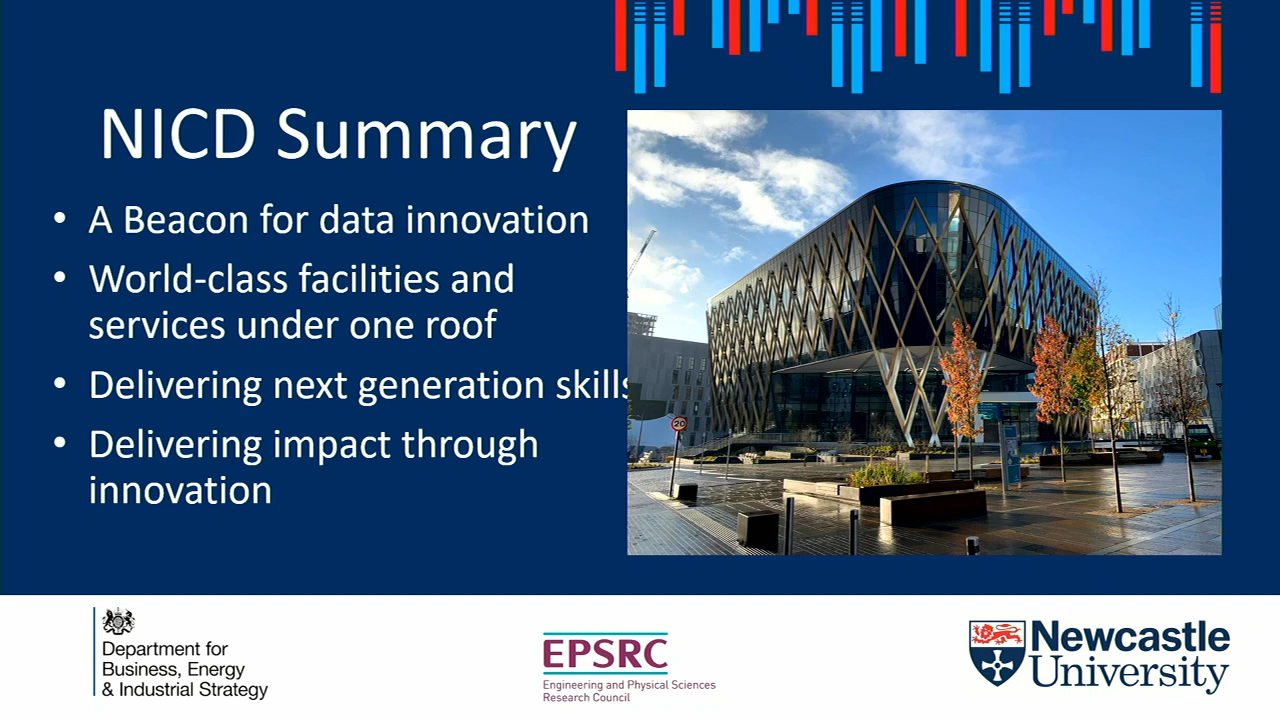 NICD Summary
• A Beacon for data innovation
• World-class facilities and
services under one roof
• Delivering next generation skills
• Delivering impact through
innovation
20
Department for
Business, Energy
& Industrial Strategy
EPSRC
Engineering and Physical Sciences
Research Council
Newcastle
University